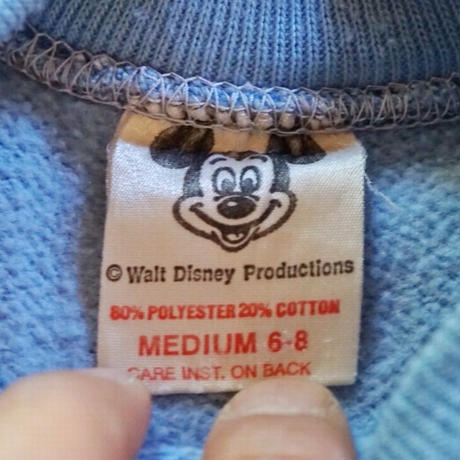 © Walt Disney Productions
80% POLYESTER 20% COTTON
MEDIUM 6-8
CARE INST. ON BACK